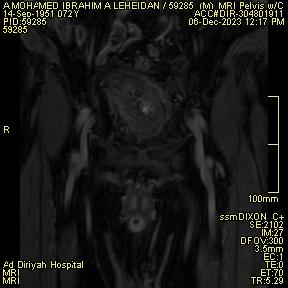 A MOHAMED IBRAHIM A LEHEIDAN / 59285 (M) MRI Pelvis w/C
14-Sep-1951 072Y ACC#DIR-304801911
PID:59285 06-Dec-2023 12:17 PM
59285
R
100mm
ssmDIXON C+
SE:2102
IM:27
DFOV:300
3.5mm
Ad Diriyah Hospital EC:1
MRI TE:0
MRI ET:70
TR:5.29